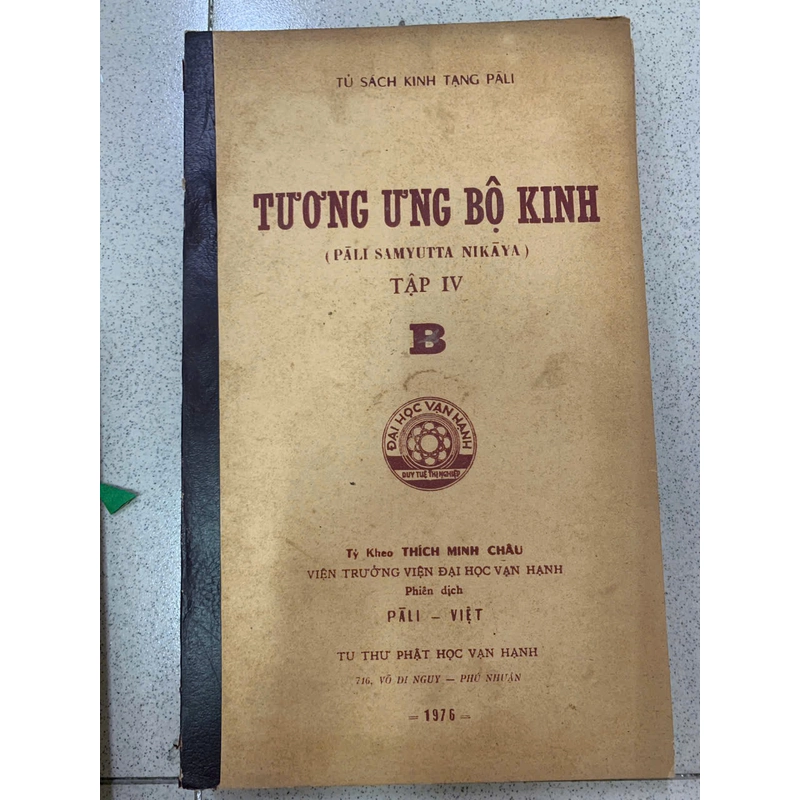 TỦ SÁCH KINH TẠNG PĀLI
TƯƠNG ƯNG BỘ KINH
(PĀLI SAMYUTTA NIKĀYA)
TẬP IV
B
ĐẠI HỌC VẠN HẠNH
DUY TUỆ THỊ NGHIỆP
Tỷ Kheo THÍCH MINH CHÂU
VIỆN TRƯỞNG VIỆN ĐẠI HỌC VẠN HẠNH
Phiên dịch
PĀLI – VIỆT
TU THƯ PHẬT HỌC VẠN HẠNH
716, VÕ DI NGUY — PHÚ NHUẬN
= 1976 =